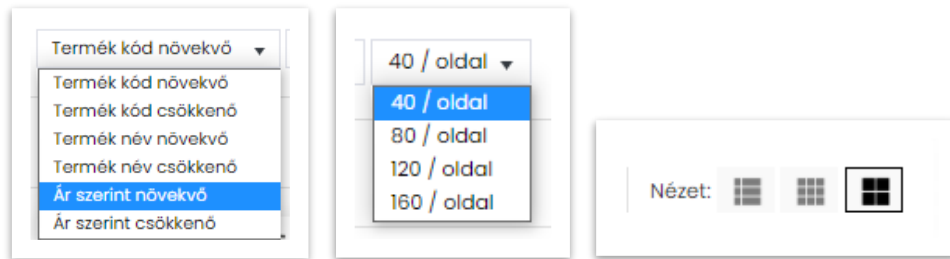 Termék kód növekvő
Termék kód növekvő
Termék kód csökkenő
Termék név növekvő
Termék név csökkenő
Ár szerint növekvő
Ár szerint csökkenő
40 / oldal
40 / oldal
80 / oldal
120 / oldal
160 / oldal
Nézet: